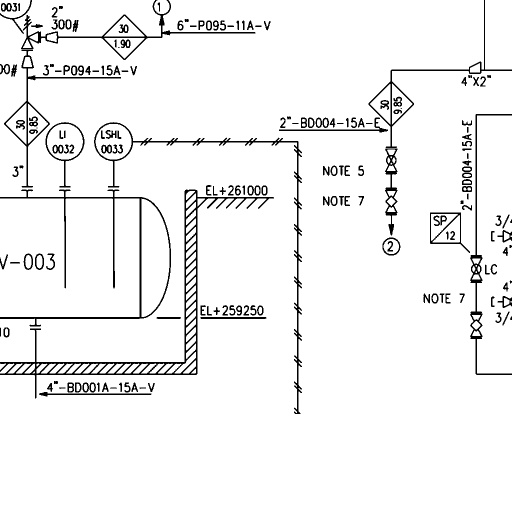 0031
2"
300#
1
6"-P095-11A-V
30
1.90
00#
3"-P094-15A-V
4"X2"
30
9.85
2"-BD004-15A-E
30
9.85
LI
0032
LSHL
0033
2"-BD004-15A-E
3"
NOTE 5
EL+261000
NOTE 7
SP
12
3/4
4"
2
V-003
LC
4"
NOTE 7
3/4
EL+259250
10
4"-BD001A-15A-V